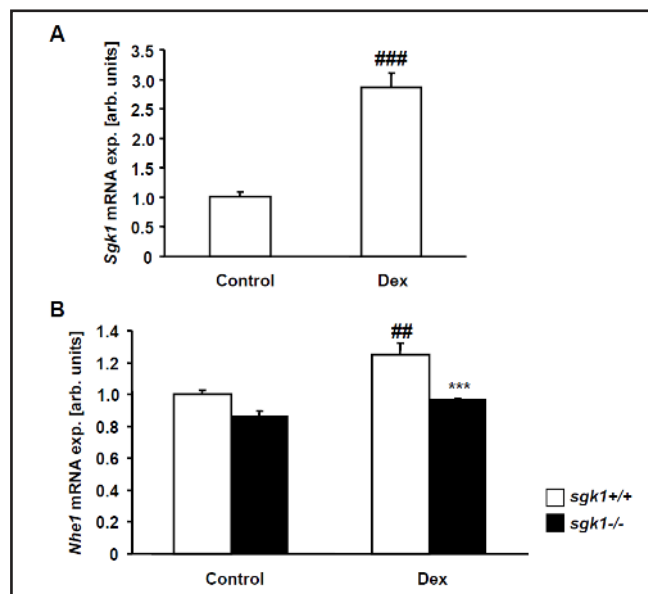 A
Sgk1 mRNA exp. [arb. units]
3.5
3.0
2.5
2.0
1.5
1.0
0.5
0
###
Control
Dex
B
Nhe1 mRNA exp. [arb. units]
1.4
1.2
1.0
0.8
0.6
0.4
0.2
0
##
***
Control
Dex
sgk1+/+
sgk1-/-